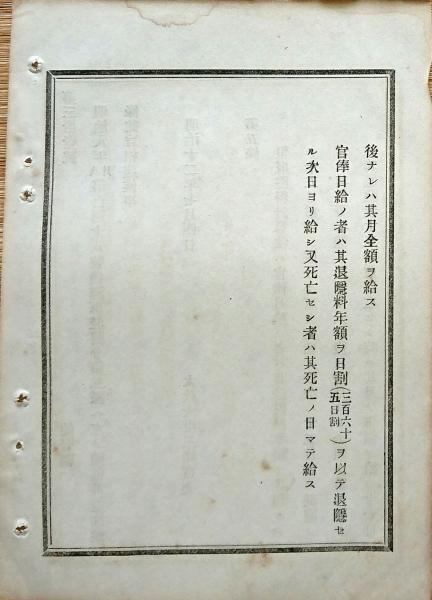 後ナレハ其月全額ヲ給ス
官俸日給ノ者ハ其退隱料年額ヲ日割(三百六十五日割)ヲ以テ退隱セ
ル次日ヨリ給シ又死亡セシ者ハ其死亡ノ日マテ給ス